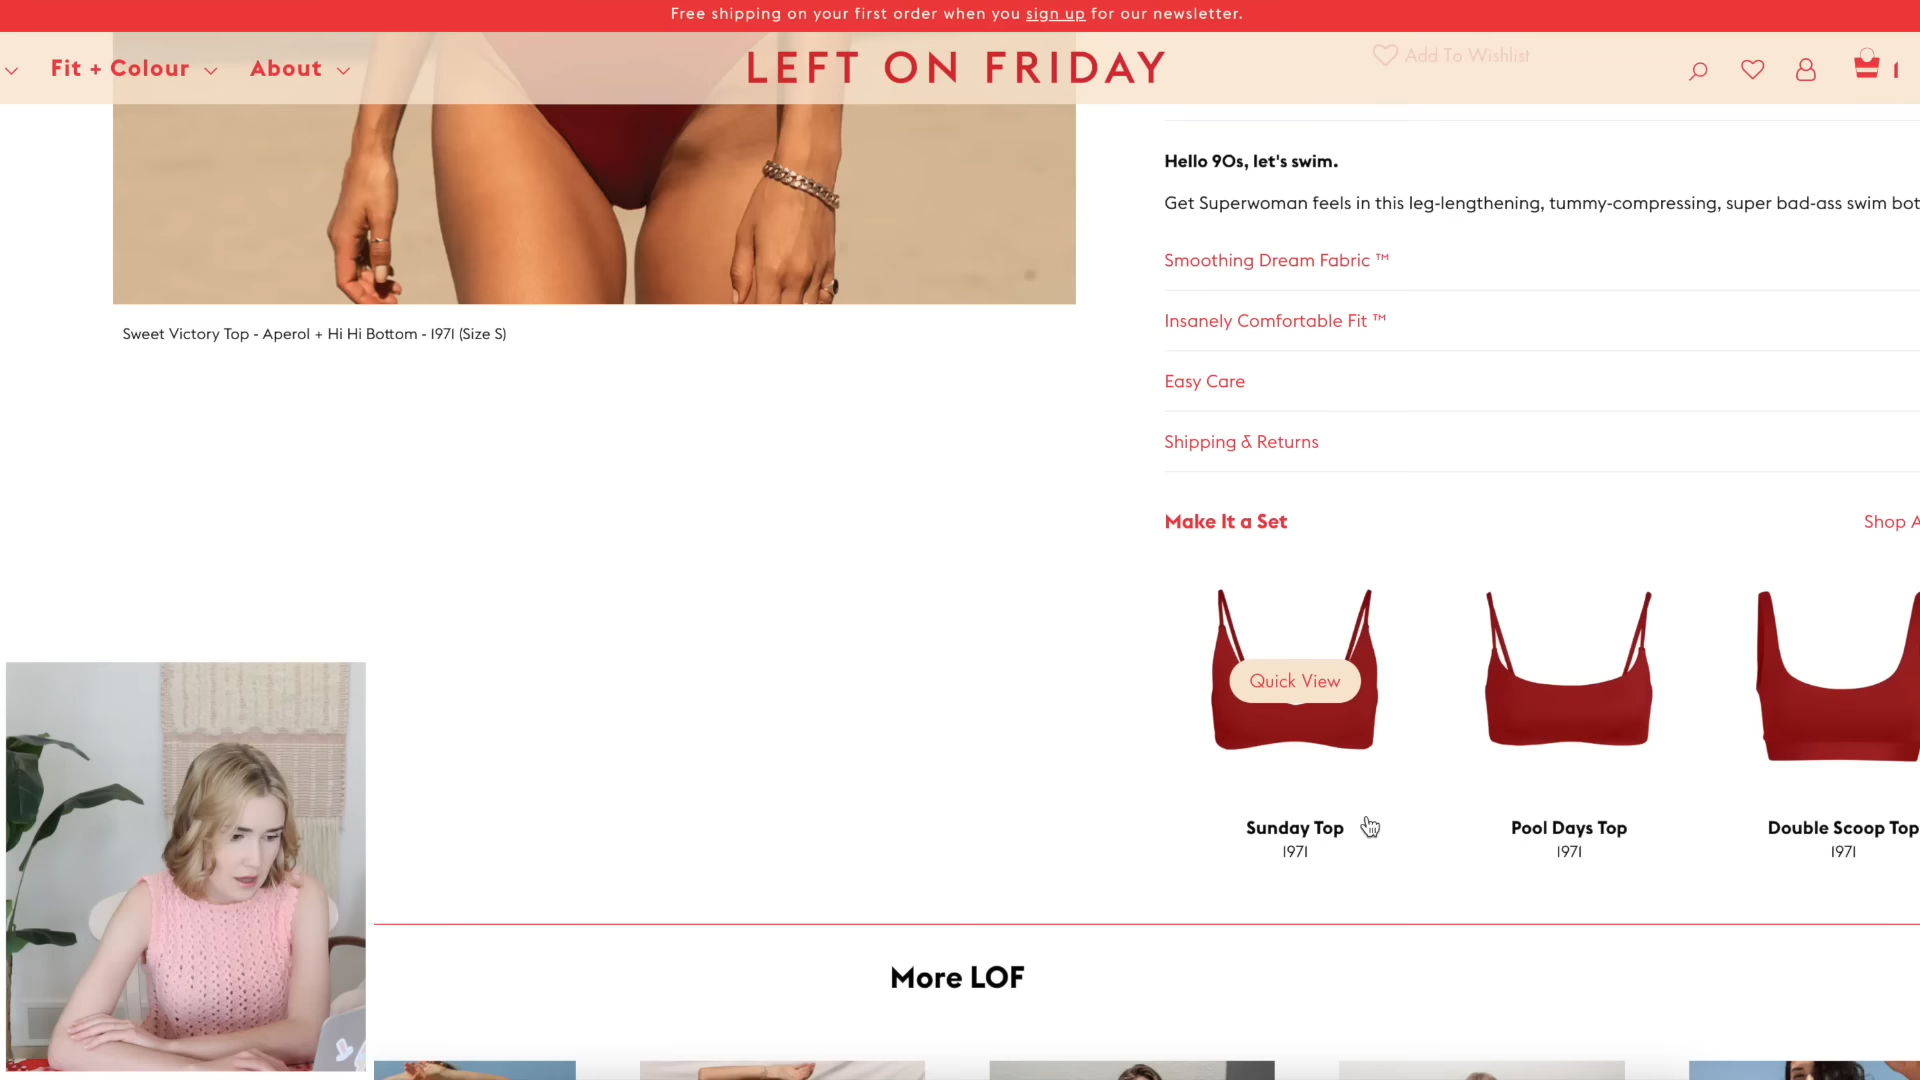 Free shipping on your first order when you sign up for our newsletter.
Fit + Colour
About
LEFT ON FRIDAY
Add To Wishlist
1
Hello 90s, let's swim.
Get Superwoman feels in this leg-lengthening, tummy-compressing, super bad-ass swim bot
Smoothing Dream Fabric ™
Insanely Comfortable Fit ™
Easy Care
Shipping & Returns
Sweet Victory Top - Aperol + Hi Hi Bottom - 1971 (Size S)
Make It a Set
Shop A
Quick View
Sunday Top
1971
Pool Days Top
1971
Double Scoop Top
1971
More LOF